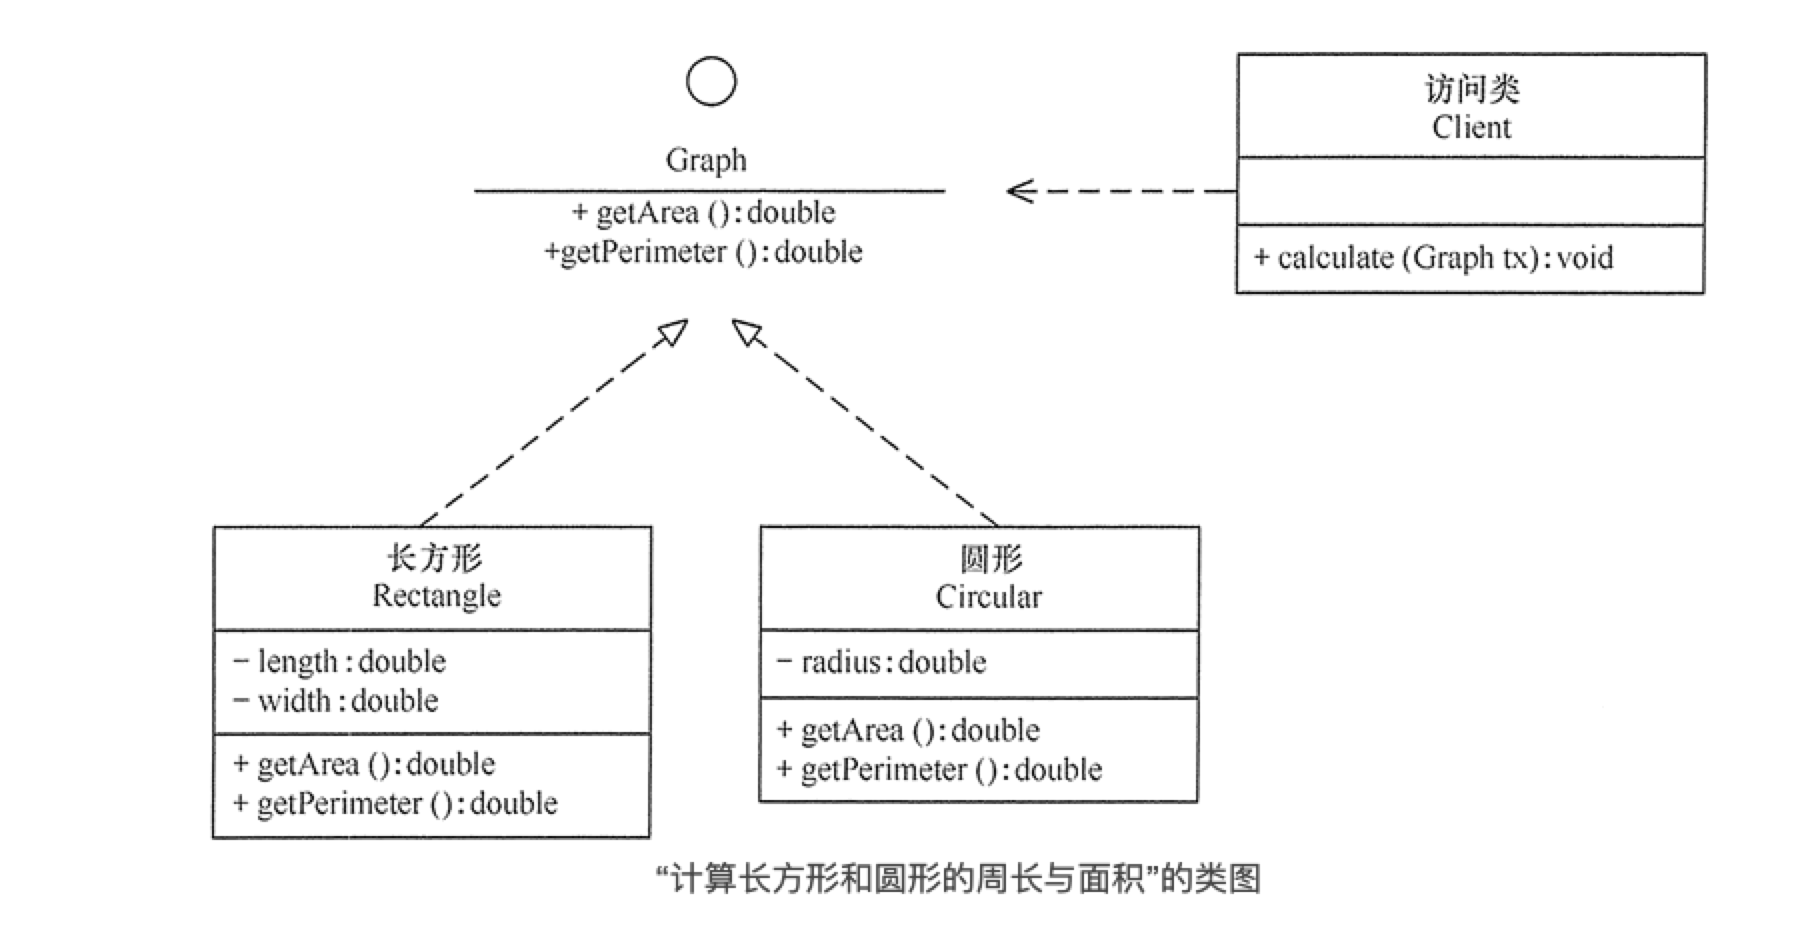 Graph
+ getArea ():double
+getPerimeter ():double
访问类
Client
+ calculate (Graph tx):void
长方形
Rectangle
− length:double
− width:double
+ getArea ():double
+ getPerimeter ():double
圆形
Circular
− radius:double
+ getArea ():double
+ getPerimeter ():double
“计算长方形和圆形的周长与面积”的类图